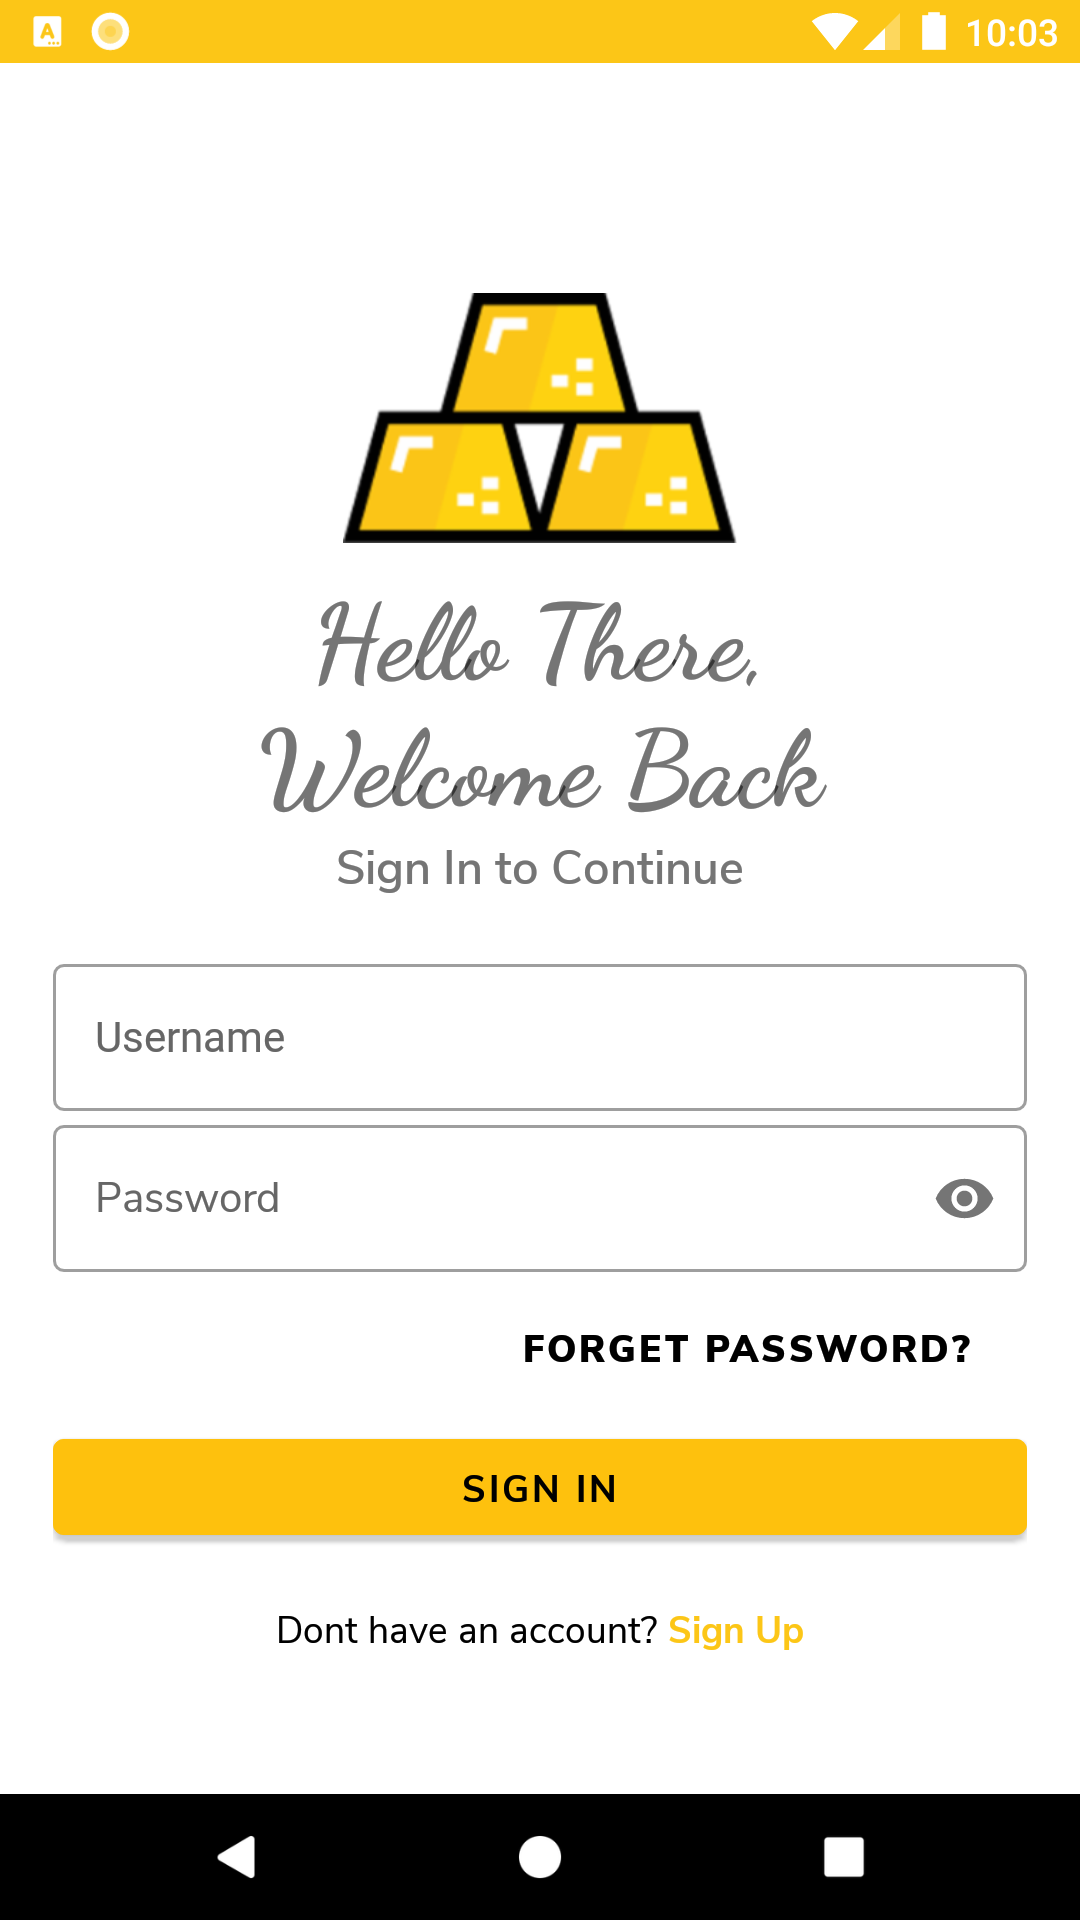 10:03
Hello There,
Welcome Back
Sign In to Continue
Username
Password
FORGET PASSWORD?
SIGN IN
Dont have an account? Sign Up